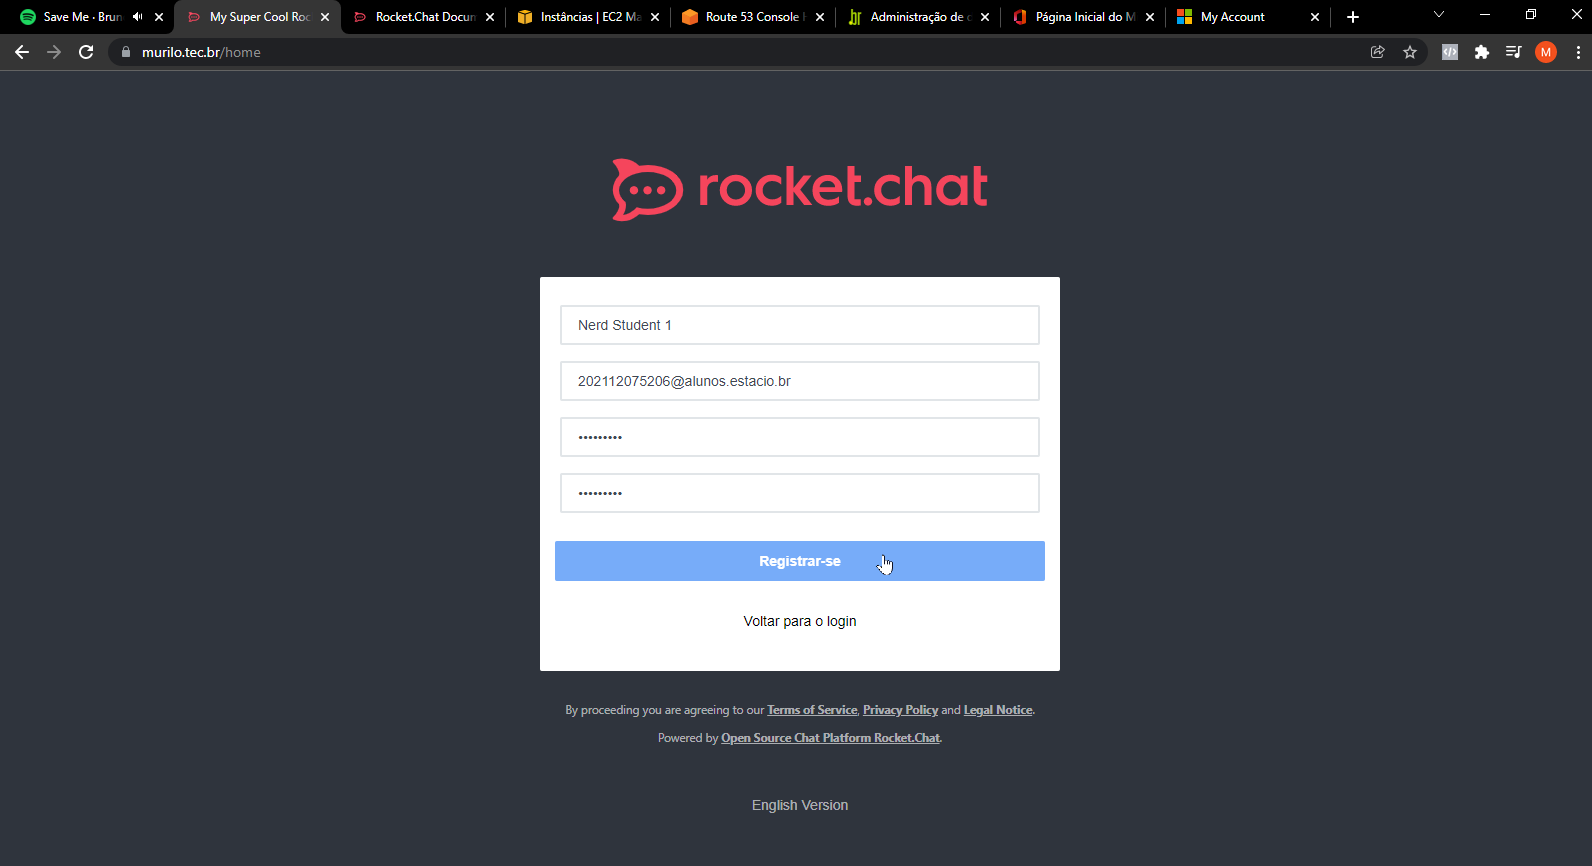 Save Me · Brun
My Super Cool Roc
Rocket.Chat Docum
Instâncias | EC2 Ma
Route 53 Console
Administração de
Página Inicial do M
My Account
murilo.tec.br/home
M
rocket.chat
Nerd Student 1
202112075206@alunos.estacio.br
•••••••••
•••••••••
Registrar-se
Voltar para o login
By proceeding you are agreeing to our Terms of Service, Privacy Policy and Legal Notice.
Powered by Open Source Chat Platform Rocket.Chat.
English Version